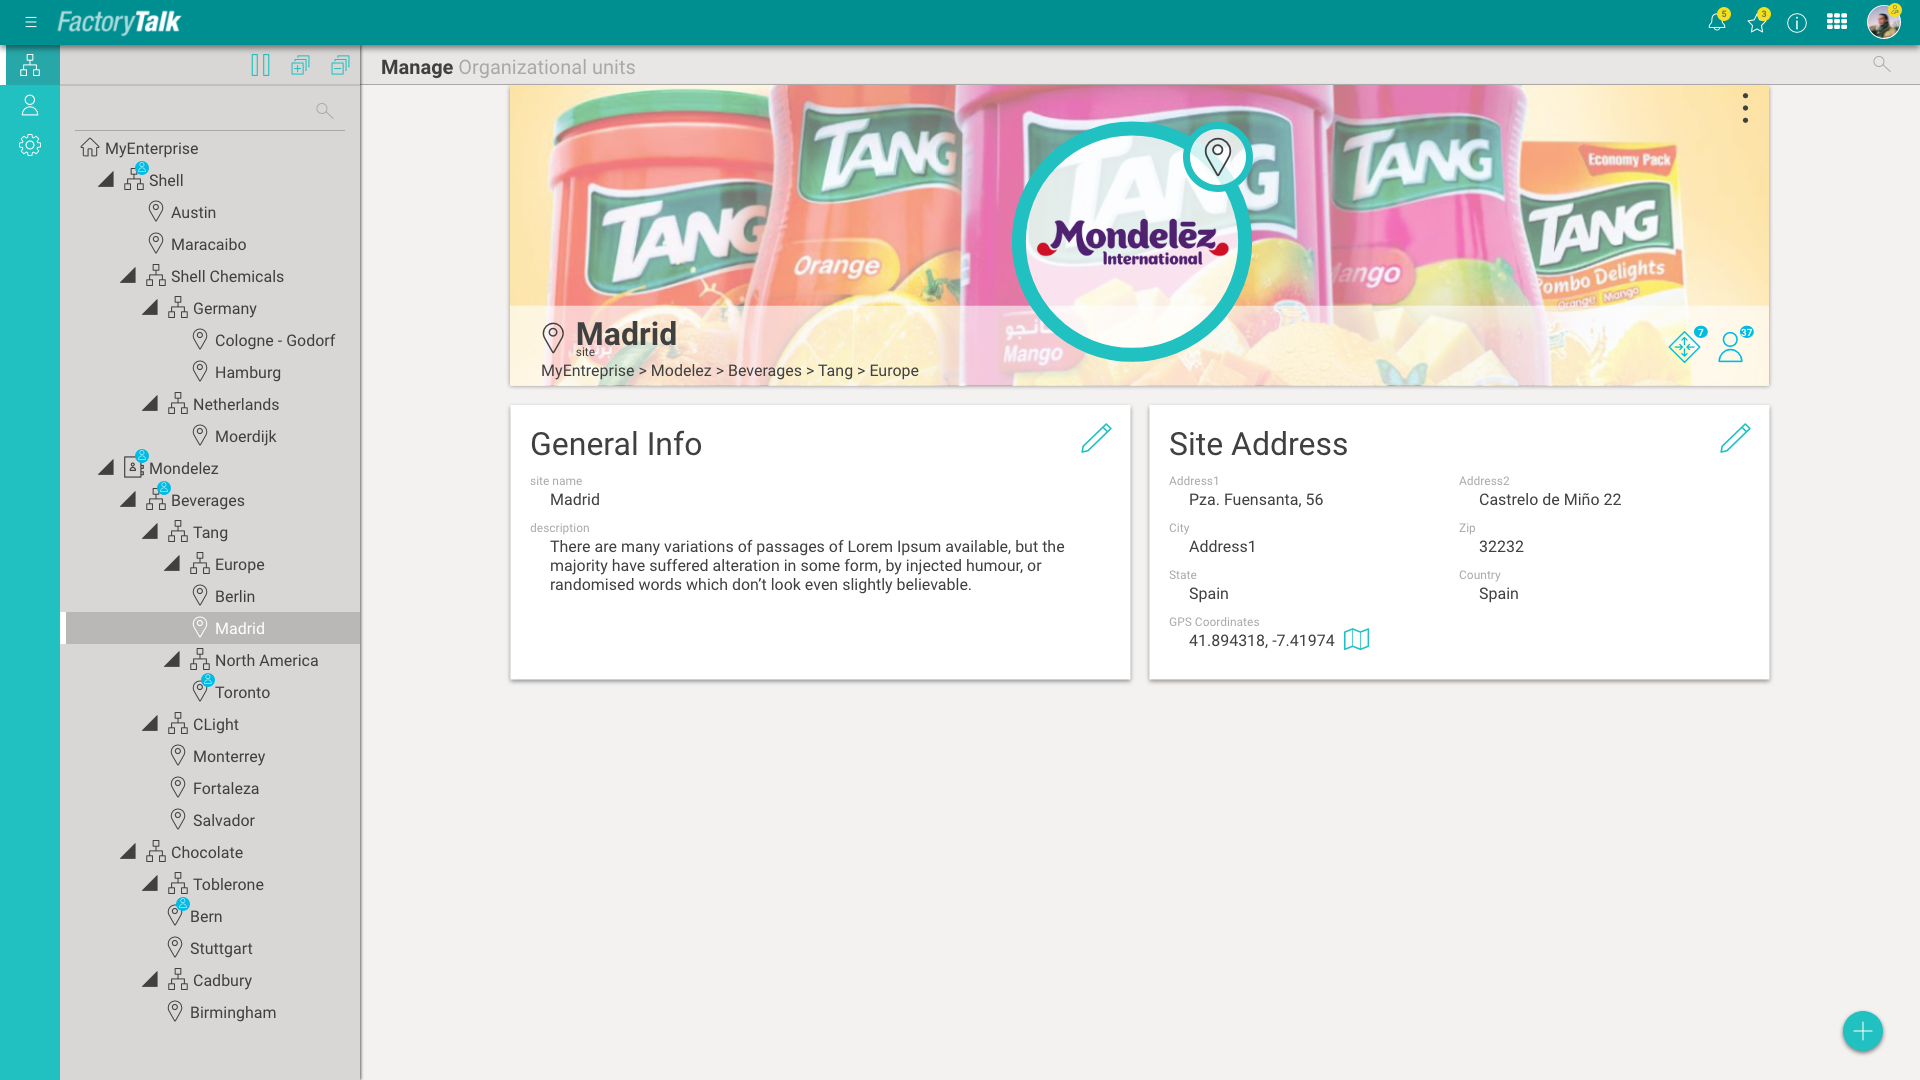 FactoryTalk
5
3
Manage Organizational units
MyEnterprise
Shell
Austin
Maracaibo
Shell Chemicals
Germany
Cologne - Godorf
Hamburg
Netherlands
Moerdijk
Mondelez
Beverages
Tang
Europe
Berlin
Madrid
North America
Toronto
CLight
Monterrey
Fortaleza
Salvador
Chocolate
Toblerone
Bern
Stuttgart
Cadbury
Birmingham
TANG
TANG
TANG
TANG
TANG
Orange
Mango
Mango
Economy Pack
Combo Delights
Orange Mango
Mondelēz
International
Madrid
site
MyEntreprise > Modelez > Beverages > Tang > Europe
7
37
General Info
site name
Madrid
description
There are many variations of passages of Lorem Ipsum available, but the
majority have suffered alteration in some form, by injected humour, or
randomised words which don’t look even slightly believable.
Site Address
Address1
Pza. Fuensanta, 56
Address2
Castrelo de Miño 22
City
Address1
Zip
32232
State
Spain
Country
Spain
GPS Coordinates
41.894318, -7.41974